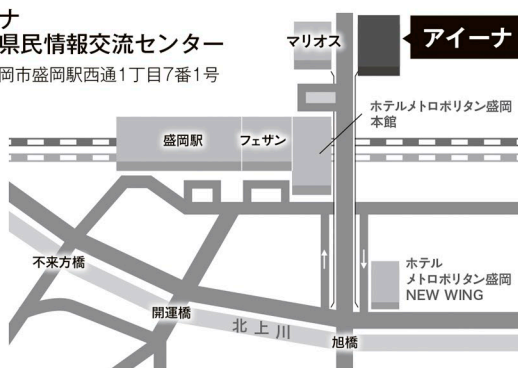 ナ
県民情報交流センター
岡市盛岡駅西通1丁目7番1号
マリオス
アイーナ
ホテルメトロポリタン盛岡
本館
盛岡駅
フェザン
不来方橋
ホテル
メトロポリタン盛岡
NEW WING
開運橋
北上川
旭橋